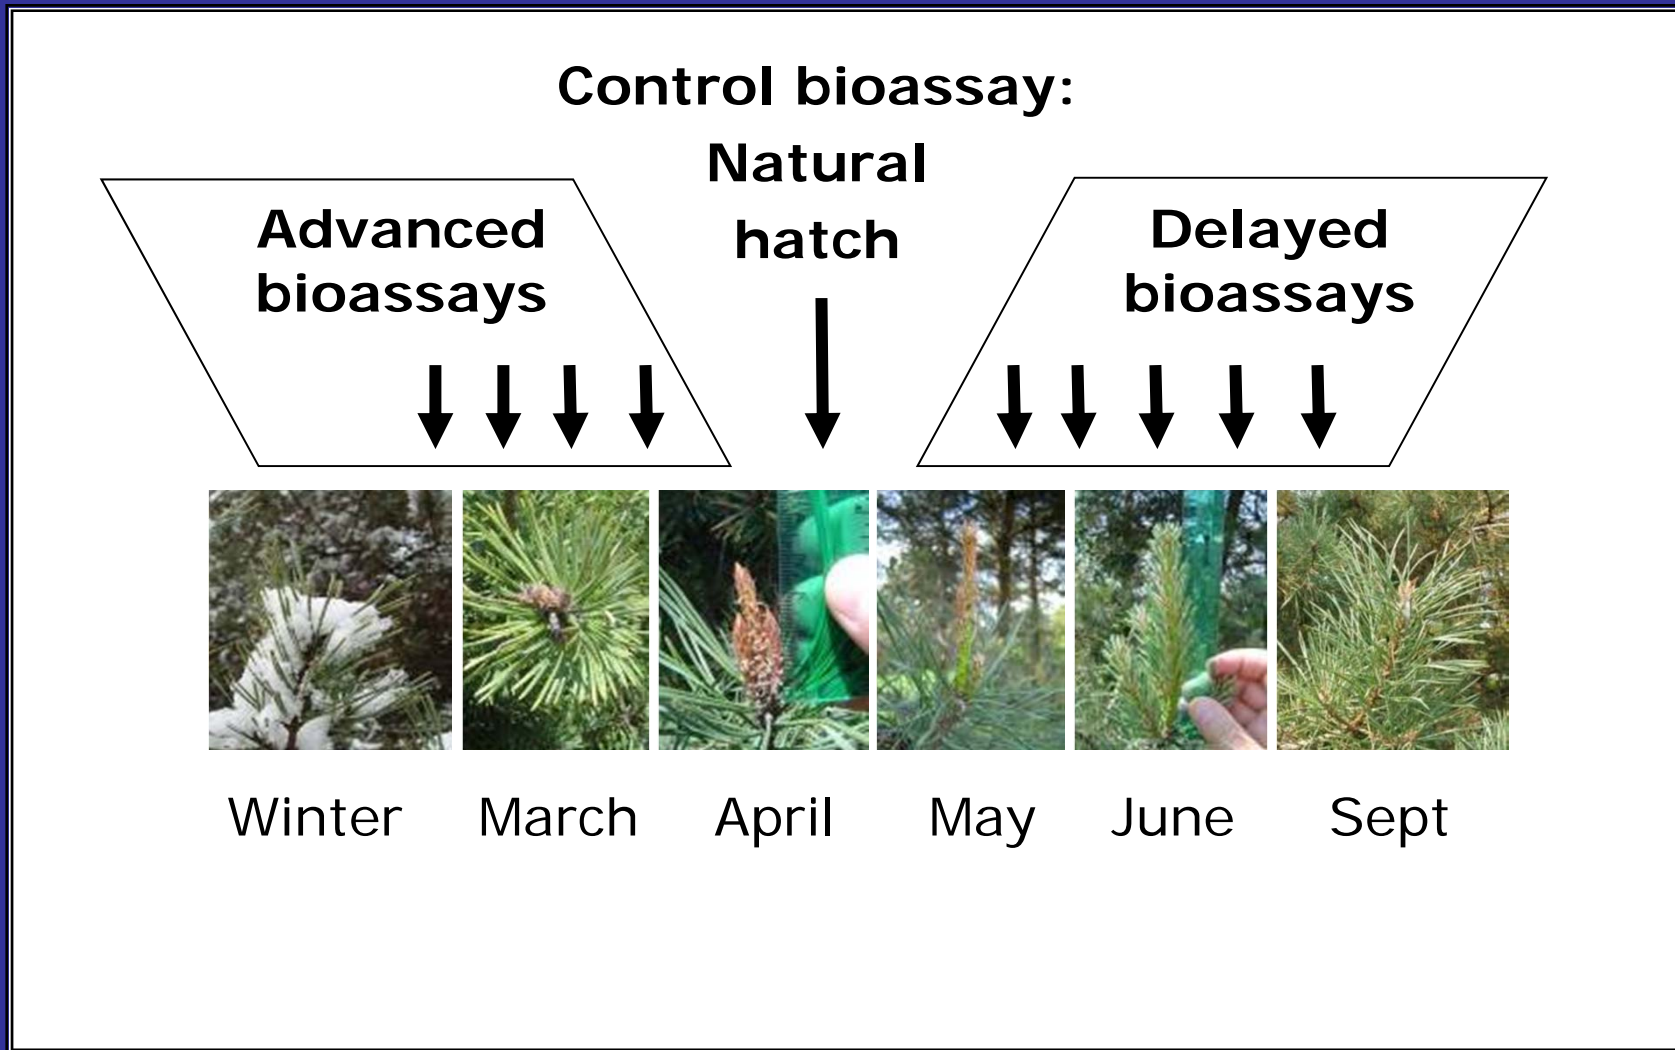 Control bioassay:
Natural
hatch
Advanced
bioassays
Delayed
bioassays
Winter
March
April
May
June
Sept